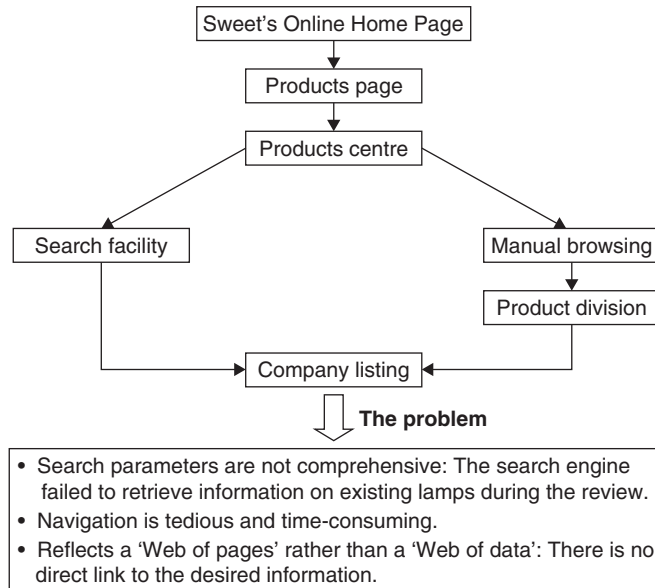 Sweet's Online Home Page
Products page
Products centre
Search facility
Manual browsing
Product division
Company listing
The problem
• Search parameters are not comprehensive: The search engine
failed to retrieve information on existing lamps during the review.
• Navigation is tedious and time-consuming.
• Reflects a ‘Web of pages’ rather than a ‘Web of data’: There is no
direct link to the desired information.